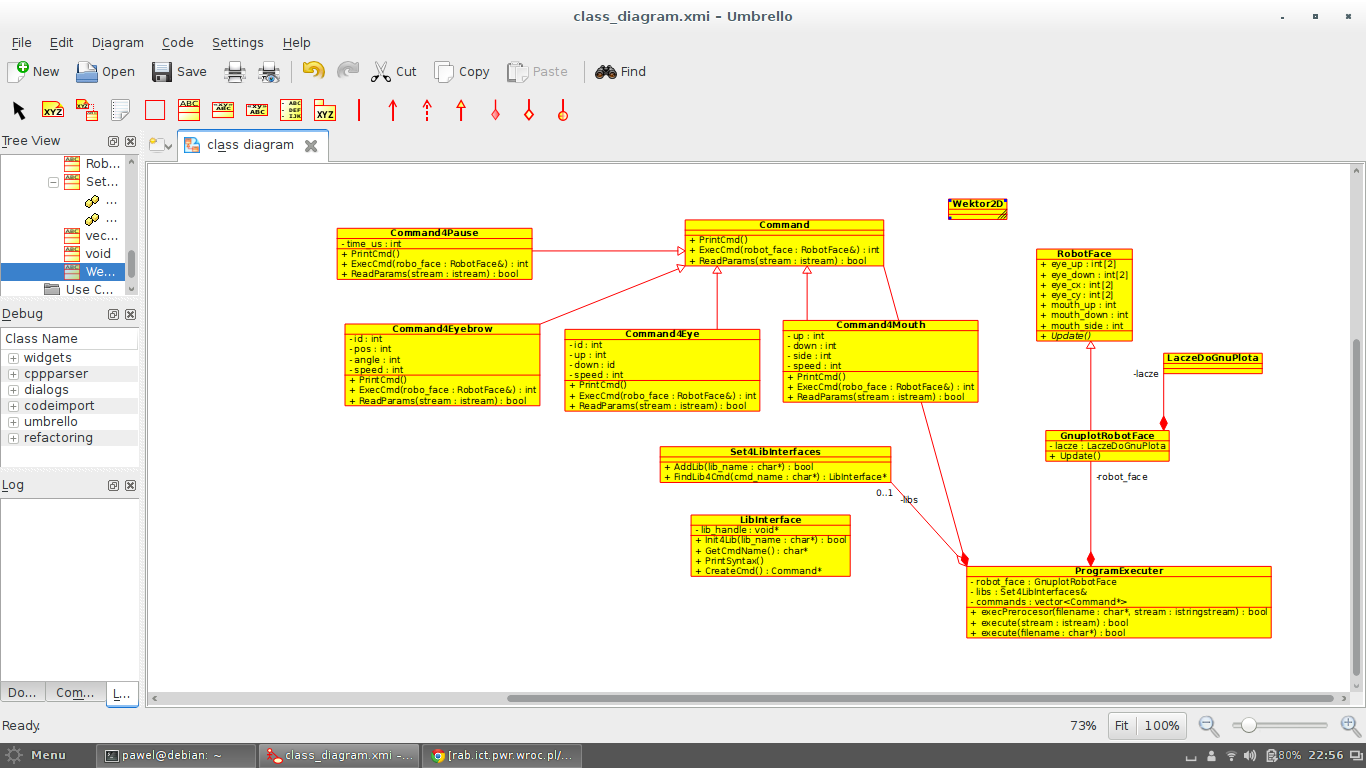 class_diagram.xmi – Umbrello
File Edit Diagram Code Settings Help
New Open Save Cut Copy Paste Find
Tree View
class diagram
Rob...
Set...
...
...
vec...
void
We...
Use C...
Debug
Class Name
widgets
cppparser
dialogs
codeimport
umbrello
refactoring
Log
Do... Com... L...
Wektor2D
Command4Pause
- time_us : int
+ PrintCmd()
+ ExecCmd(robo_face : RobotFace&) : int
+ ReadParams(stream : istream) : bool
Command
+ PrintCmd()
+ ExecCmd(robot_face : RobotFace&) : int
+ ReadParams(stream : istream) : bool
RobotFace
+ eye_up : int[2]
+ eye_down : int[2]
+ eye_cx : int[2]
+ eye_cy : int[2]
+ mouth_up : int
+ mouth_down : int
+ mouth_side : int
+ Update()
Command4Eyebrow
- id : int
- pos : int
- angle : int
- speed : int
+ PrintCmd()
+ ExecCmd(robo_face : RobotFace&) : int
+ ReadParams(stream : istream) : bool
Command4Eye
- id : int
- up : int
- down : id
- speed : int
+ PrintCmd()
+ ExecCmd(robo_face : RobotFace&) : int
+ ReadParams(stream : istream) : bool
Command4Mouth
- up : int
- down : int
- side : int
- speed : int
+ PrintCmd()
+ ExecCmd(robo_face : RobotFace&) : int
+ ReadParams(stream : istream) : bool
LaczeDoGnuPlota
-lacze
GnuplotRobotFace
- lacze : LaczeDoGnuPlota
+ Update()
-robot_face
Set4LibInterfaces
+ AddLib(lib_name : char*) : bool
+ FindLib4Cmd(cmd_name : char*) : LibInterface*
0..1
-libs
LibInterface
- lib_handle : void*
+ Init4Lib(lib_name : char*) : bool
+ GetCmdName() : char*
+ PrintSyntax()
+ CreateCmd() : Command*
ProgramExecuter
- robot_face : GnuplotRobotFace
- libs : Set4LibInterfaces&
- commands : vector<Command*>
+ execPrerocesor(filename : char*, stream : istringstream) : bool
+ execute(stream : istream) : bool
+ execute(filename : char*) : bool
Ready.
73% Fit 100%
Menu pawel@debian: ~ class_diagram.xmi –... [rab.ict.pwr.wroc.pl/... 80% 22:56